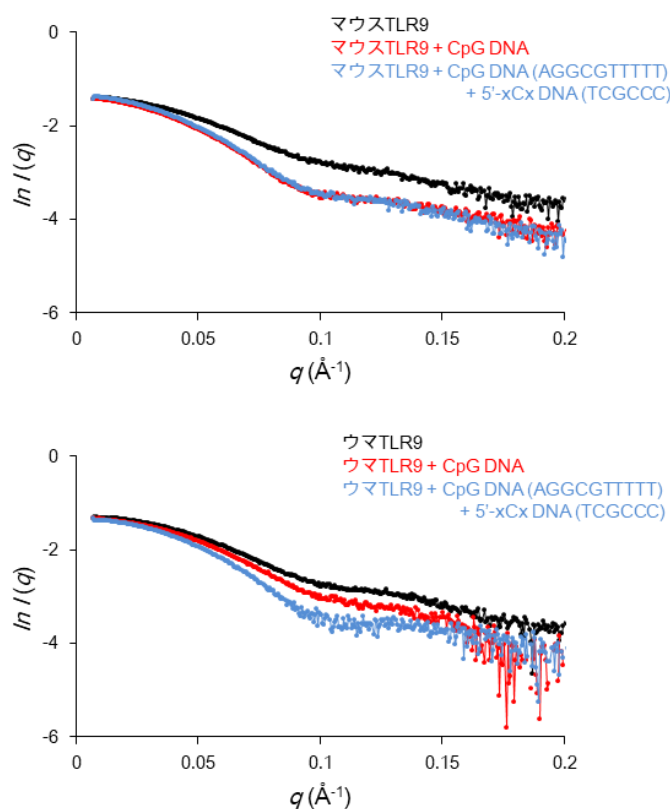 マウスTLR9
マウスTLR9 + CpG DNA
マウスTLR9 + CpG DNA (AGGCGTTTTT)
+ 5'-xCx DNA (TCGCCC)
0
-2
-4
-6
ln I (q)
0
0.05
0.1
0.15
0.2
q (Å-1)
ウマTLR9
ウマTLR9 + CpG DNA
ウマTLR9 + CpG DNA (AGGCGTTTTT)
+ 5'-xCx DNA (TCGCCC)
0
-2
-4
-6
ln I (q)
0
0.05
0.1
0.15
0.2
q (Å-1)